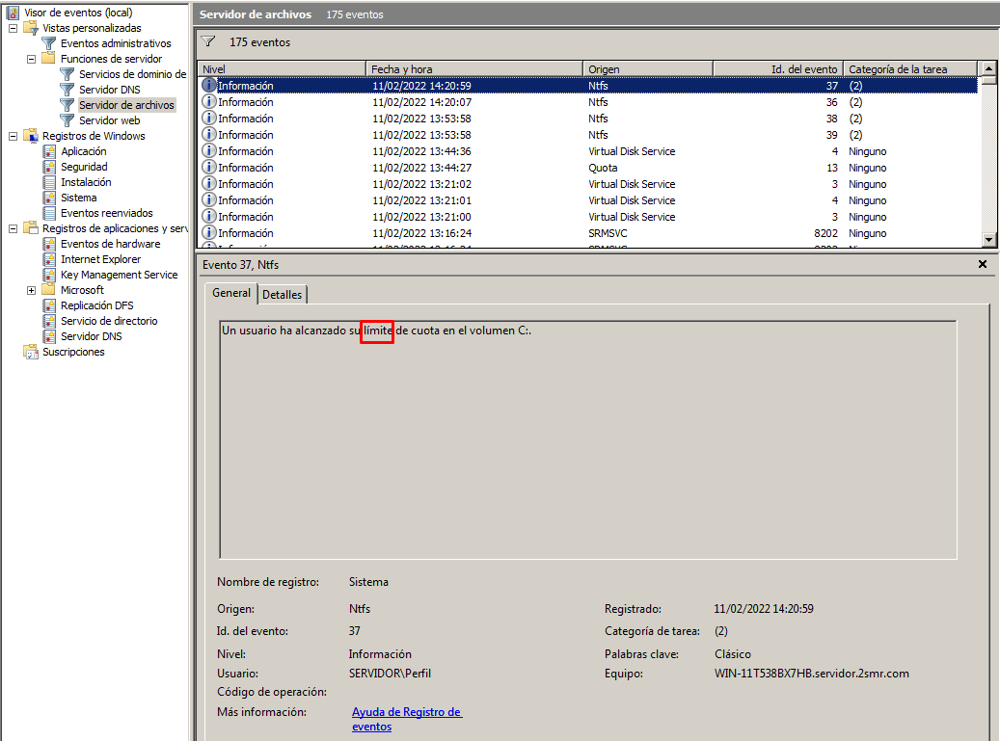 Visor de eventos (local)
Vistas personalizadas
Eventos administrativos
Funciones de servidor
Servicios de dominio de
Servidor DNS
Servidor de archivos
Servidor web
Registros de Windows
Aplicación
Seguridad
Instalación
Sistema
Eventos reenviados
Registros de aplicaciones y serv
Eventos de hardware
Internet Explorer
Key Management Service
Microsoft
Replicación DFS
Servicio de directorio
Servidor DNS
Suscripciones
Servidor de archivos 175 eventos
175 eventos
Nivel Fecha y hora Origen Id. del evento Categoría de la tarea
Información 11/02/2022 14:20:59 Ntfs 37 (2)
Información 11/02/2022 14:20:07 Ntfs 36 (2)
Información 11/02/2022 13:53:58 Ntfs 38 (2)
Información 11/02/2022 13:53:58 Ntfs 39 (2)
Información 11/02/2022 13:44:36 Virtual Disk Service 4 Ninguno
Información 11/02/2022 13:44:27 Quota 13 Ninguno
Información 11/02/2022 13:21:02 Virtual Disk Service 3 Ninguno
Información 11/02/2022 13:21:01 Virtual Disk Service 4 Ninguno
Información 11/02/2022 13:21:00 Virtual Disk Service 3 Ninguno
Información 11/02/2022 13:16:24 SRMSVC 8202 Ninguno
Evento 37, Ntfs
General Detalles
Un usuario ha alcanzado su límite de cuota en el volumen C:.
Nombre de registro: Sistema
Origen: Ntfs Registrado: 11/02/2022 14:20:59
Id. del evento: 37 Categoría de tarea: (2)
Nivel: Información Palabras clave: Clásico
Usuario: SERVIDOR\Perfil Equipo: WIN-11T538BX7HB.servidor.2smr.com
Código de operación:
Más información: Ayuda de Registro de
eventos